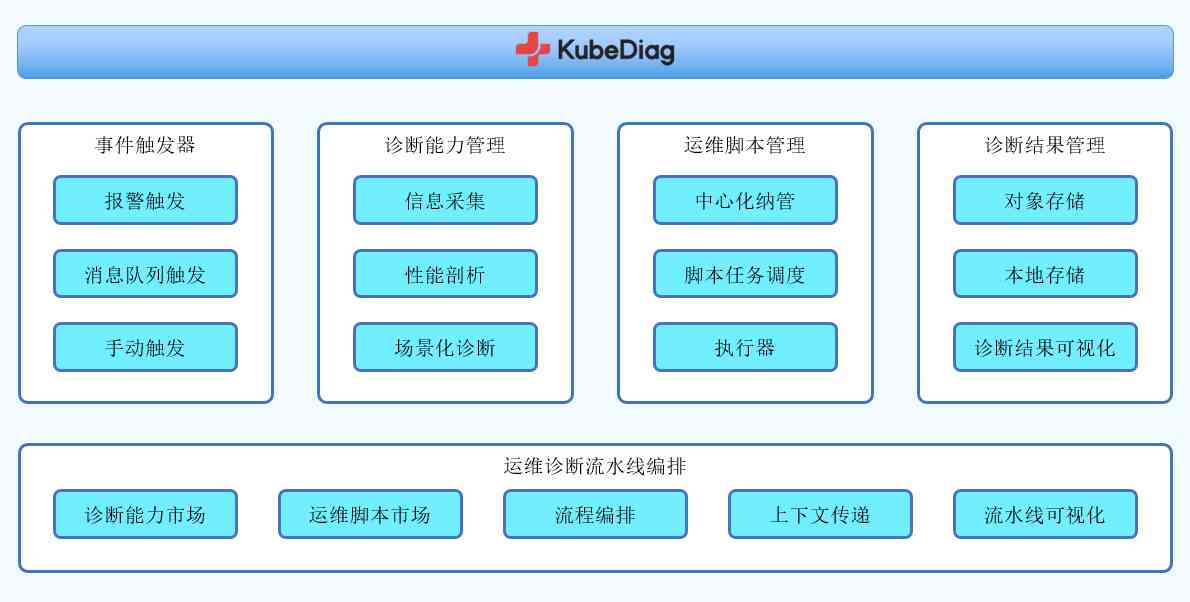 KubeDiag
事件触发器
报警触发
消息队列触发
手动触发
诊断能力管理
信息采集
性能剖析
场景化诊断
运维脚本管理
中心化纳管
脚本任务调度
执行器
诊断结果管理
对象存储
本地存储
诊断结果可视化
运维诊断流水线编排
诊断能力市场
运维脚本市场
流程编排
上下文传递
流水线可视化